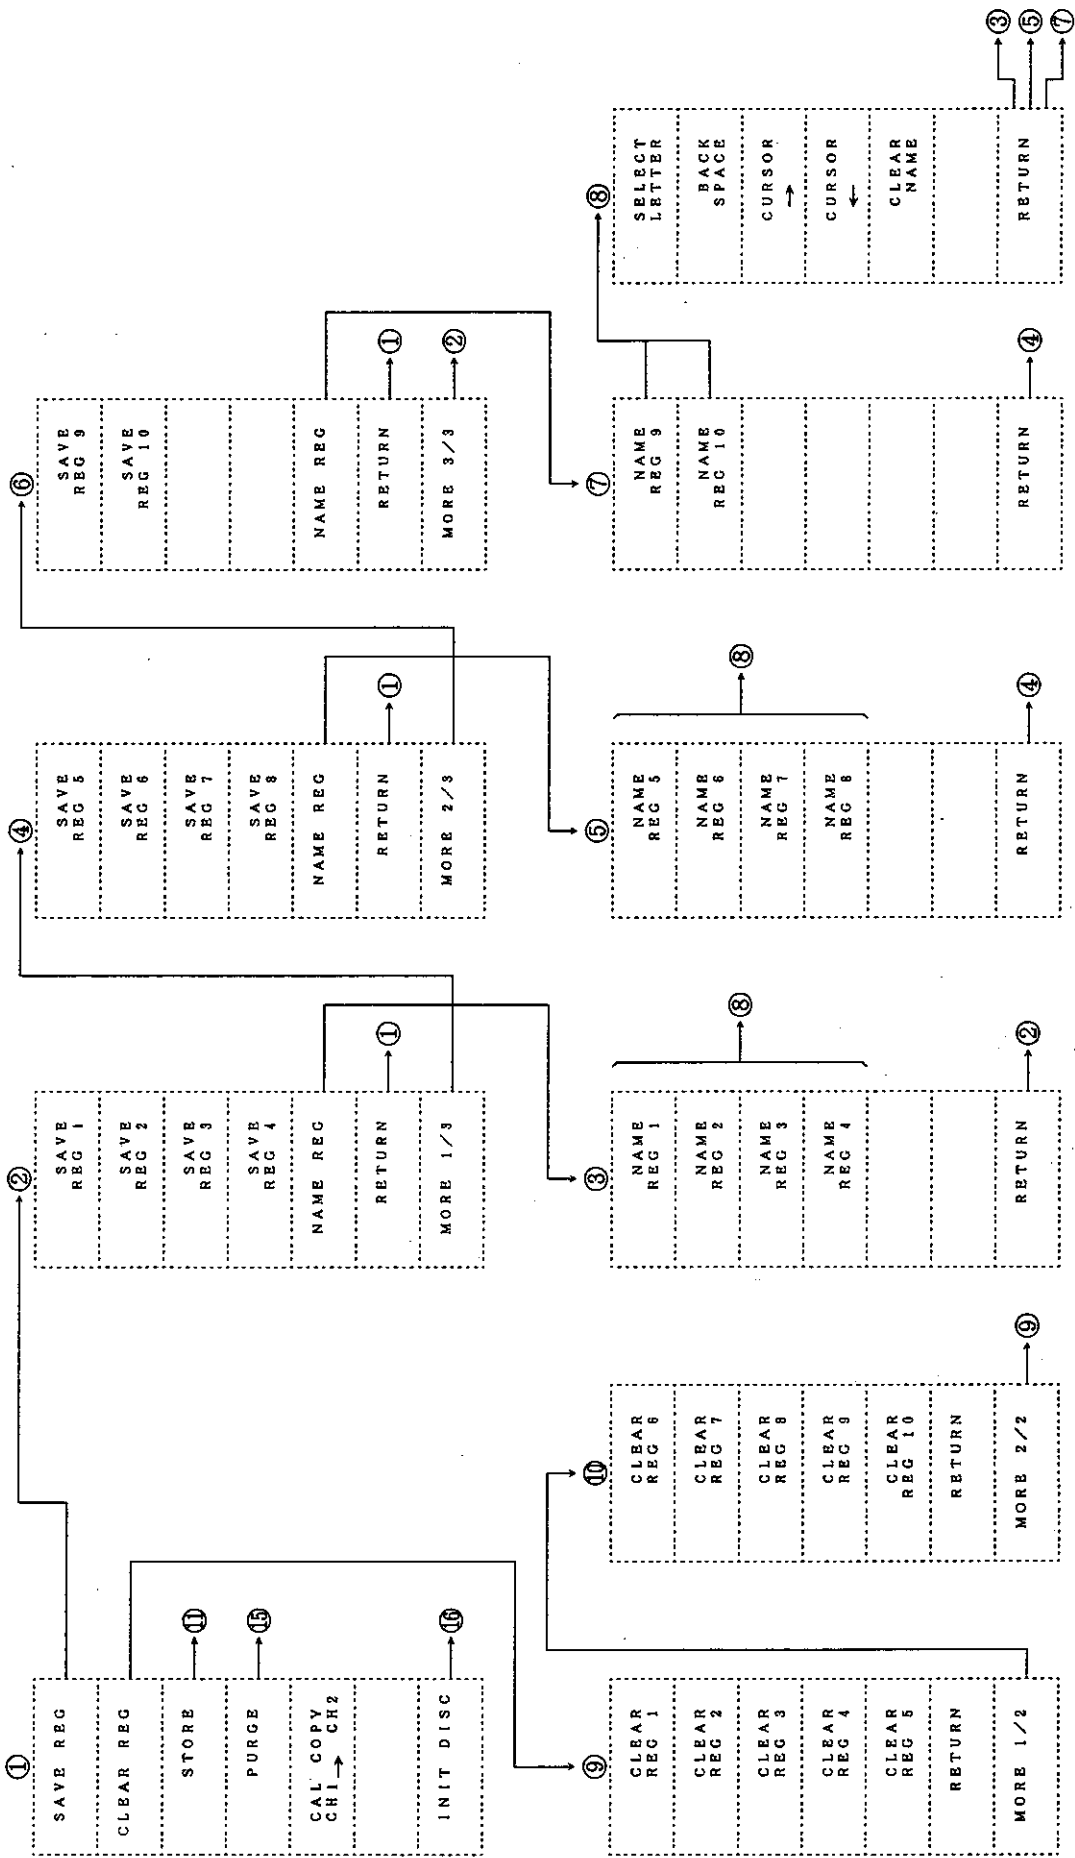 ①
SAVE REG
CLEAR REG
STORE
⑪
PURGE
⑮
CAL COPY
CH1 → CH2
INIT DISC
⑯
②
SAVE
REG 1
SAVE
REG 2
SAVE
REG 3
SAVE
REG 4
NAME REG
RETURN
①
MORE 1/3
④
SAVE
REG 5
SAVE
REG 6
SAVE
REG 7
SAVE
REG 8
NAME REG
RETURN
①
MORE 2/3
⑥
SAVE
REG 9
SAVE
REG 10
NAME REG
RETURN
①
MORE 3/3
②
⑨
CLEAR
REG 1
CLEAR
REG 2
CLEAR
REG 3
CLEAR
REG 4
CLEAR
REG 5
RETURN
MORE 1/2
⑩
CLEAR
REG 6
CLEAR
REG 7
CLEAR
REG 8
CLEAR
REG 9
CLEAR
REG 10
RETURN
MORE 2/2
⑨
③
NAME
REG 1
NAME
REG 2
NAME
REG 3
NAME
REG 4
⑧
RETURN
②
⑤
NAME
REG 5
NAME
REG 6
NAME
REG 7
NAME
REG 8
⑧
RETURN
④
⑦
NAME
REG 9
NAME
REG 10
RETURN
④
⑧
SELECT
LETTER
BACK
SPACE
CURSOR
→
CURSOR
←
CLEAR
NAME
RETURN
③
⑤
⑦